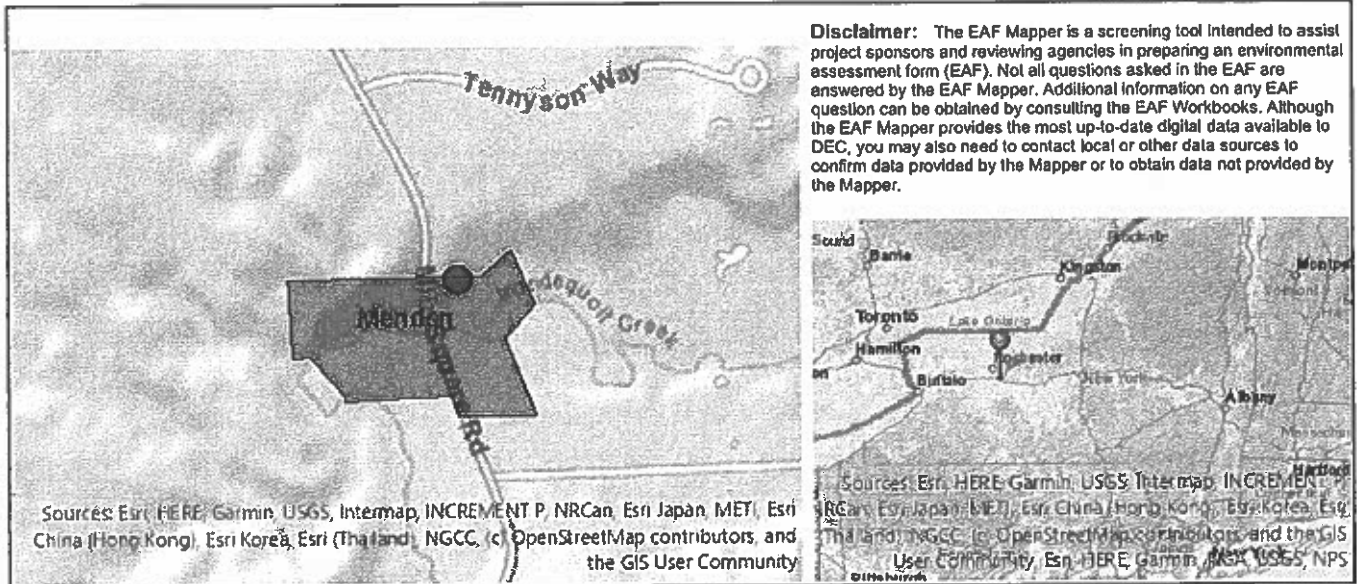 Disclaimer: The EAF Mapper is a screening tool intended to assist
project sponsors and reviewing agencies in preparing an environmental
assessment form (EAF). Not all questions asked in the EAF are
answered by the EAF Mapper. Additional information on any EAF
question can be obtained by consulting the EAF Workbooks. Although
the EAF Mapper provides the most up-to-date digital data available to
DEC, you may also need to contact local or other data sources to
confirm data provided by the Mapper or to obtain data not provided by
the Mapper.
Tennyson Way
Mendon
Creek
Rd
Sources: Esri, HERE, Garmin, USGS, Intermap, INCREMENT P, NRCan, Esri Japan, METI, Esri
China (Hong Kong), Esri Korea, Esri (Thailand), NGCC, (c) OpenStreetMap contributors, and
the GIS User Community
Sound
Barrie
Kingston
Montpe
Toronto
Lake Ontario
Hamilton
Rochester
Buffalo
New York
Albany
Massachu
Hartford
Sources: Esri, HERE, Garmin, USGS, Intermap, INCREMENT P,
NRCan, Esri Japan, METI, Esri China (Hong Kong), Esri Korea, Esri
(Thailand), NGCC, (c) OpenStreetMap contributors, and the GIS
User Community, Esri, HERE, Garmin, USGS, NPS
New York